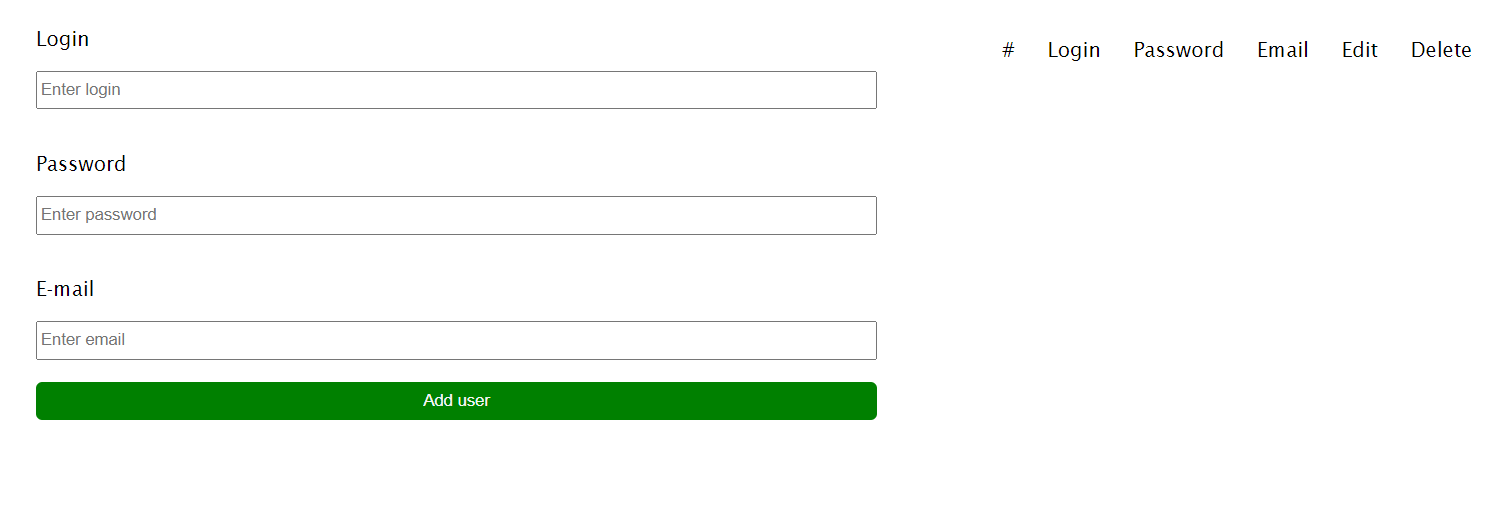 Login
Enter login
Password
Enter password
E-mail
Enter email
Add user
# Login Password Email Edit Delete